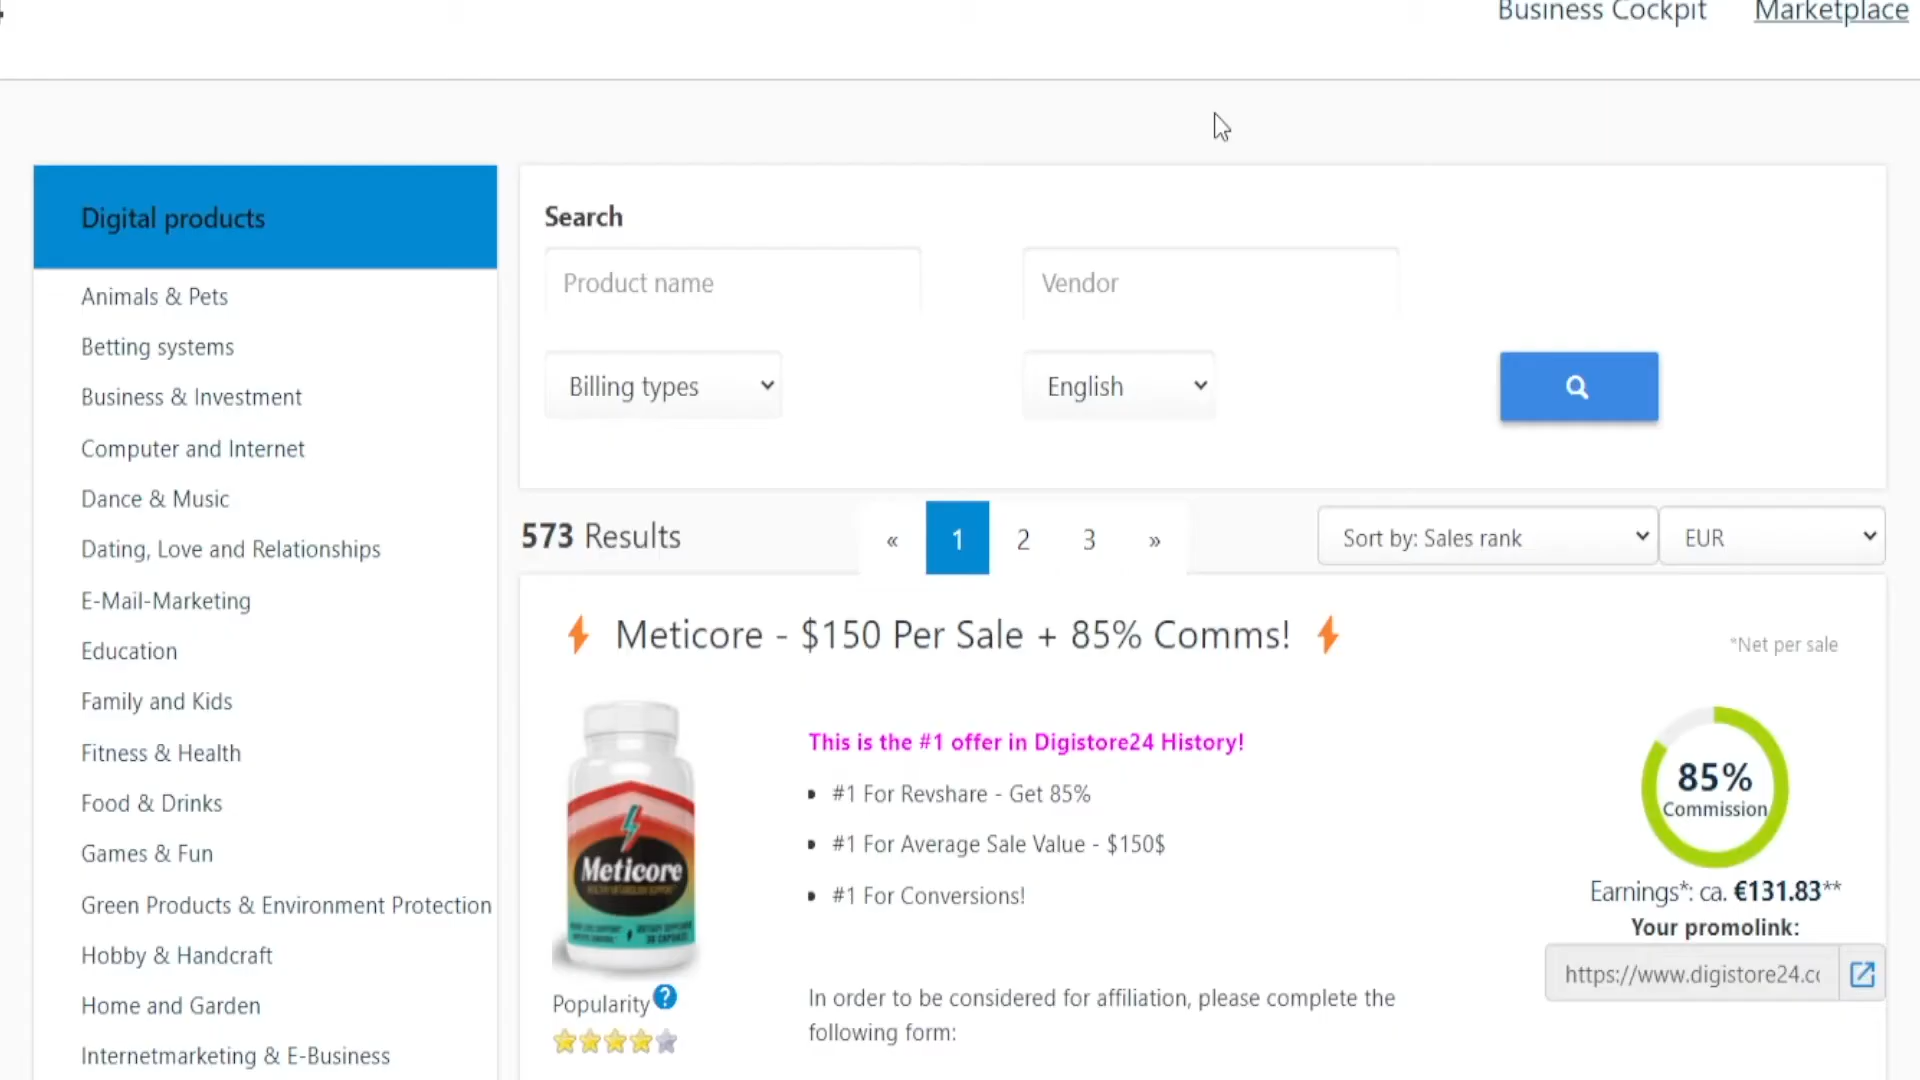 Business Cockpit Marketplace
Digital products
Animals & Pets
Betting systems
Business & Investment
Computer and Internet
Dance & Music
Dating, Love and Relationships
E-Mail-Marketing
Education
Family and Kids
Fitness & Health
Food & Drinks
Games & Fun
Green Products & Environment Protection
Hobby & Handcraft
Home and Garden
Internetmarketing & E-Business
Search
Product name
Vendor
Billing types
English
573 Results
« 1 2 3 »
Sort by: Sales rank
EUR
Meticore - $150 Per Sale + 85% Comms!
*Net per sale
Meticore
This is the #1 offer in Digistore24 History!
#1 For Revshare - Get 85%
#1 For Average Sale Value - $150$
#1 For Conversions!
In order to be considered for affiliation, please complete the
following form:
Popularity ?
85%
Commission
Earnings*: ca. €131.83**
Your promolink:
https://www.digistore24.co